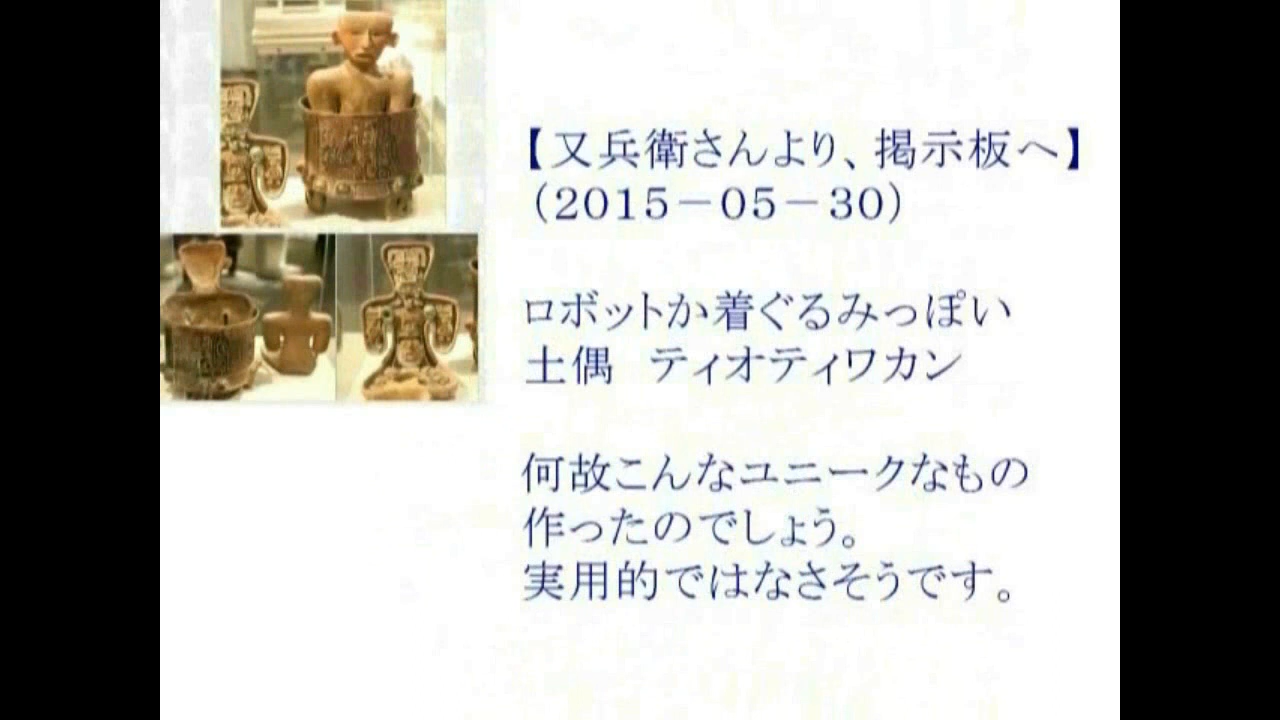 【又兵衛さんより、掲示板へ】
（２０１５－０５－３０）
ロボットか着ぐるみっぽい
土偶　ティオティワカン
何故こんなユニークなもの
作ったのでしょう。
実用的ではなさそうです。